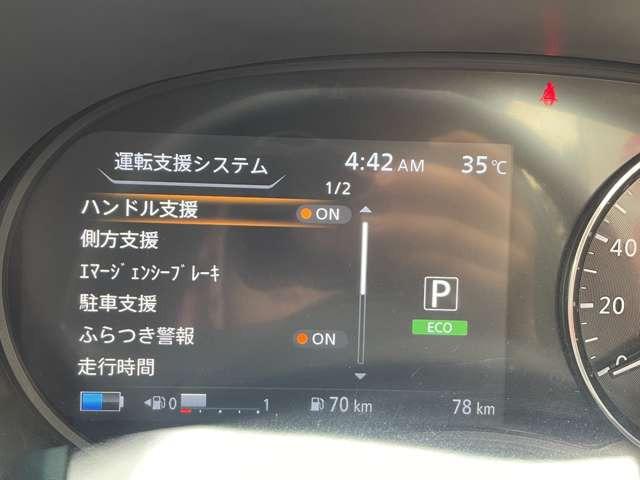 運転支援システム 4:42 AM 35℃
1/2
ハンドル支援 ON
側方支援
ｴﾏｰｼﾞｪﾝｼｰﾌﾞﾚｰｷ
駐車支援
ふらつき警報 ON
走行時間
P
ECO
0 1 70 km 78 km
40
20
0